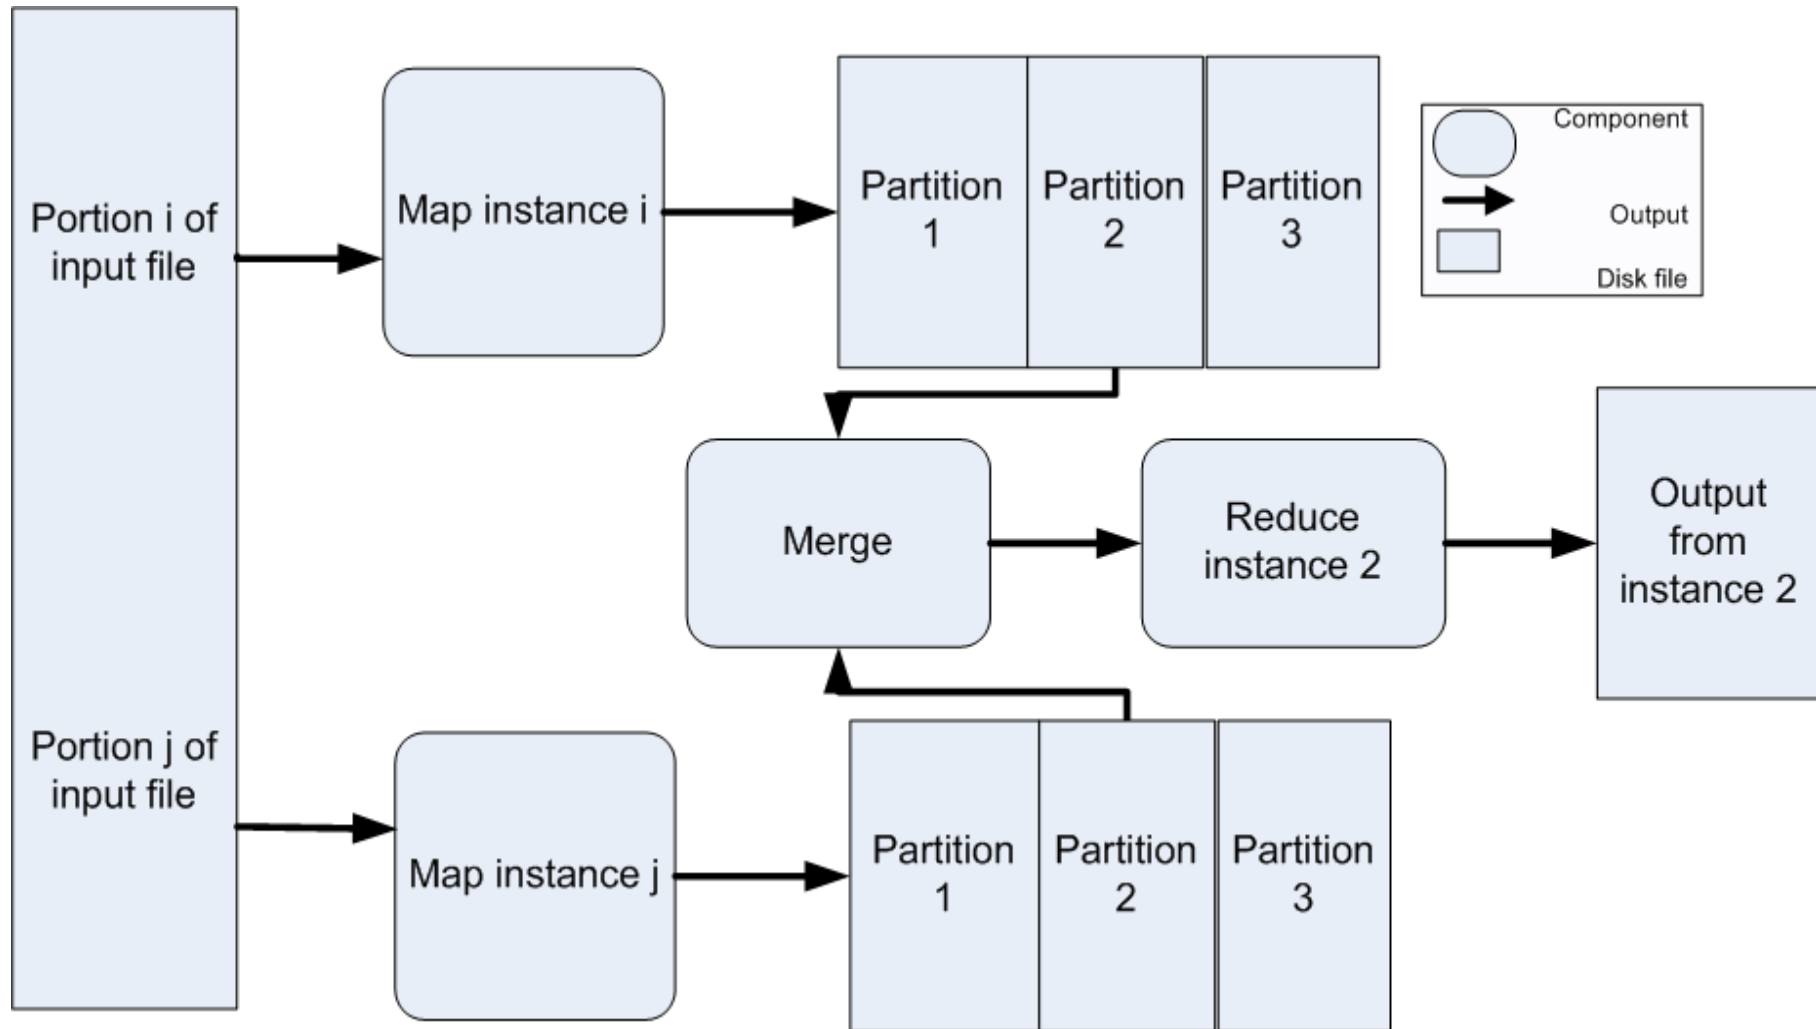 Portion i of
input file
Map instance i
Partition
1
Partition
2
Partition
3
Component
Output
Disk file
Merge
Reduce
instance 2
Output
from
instance 2
Portion j of
input file
Map instance j
Partition
1
Partition
2
Partition
3